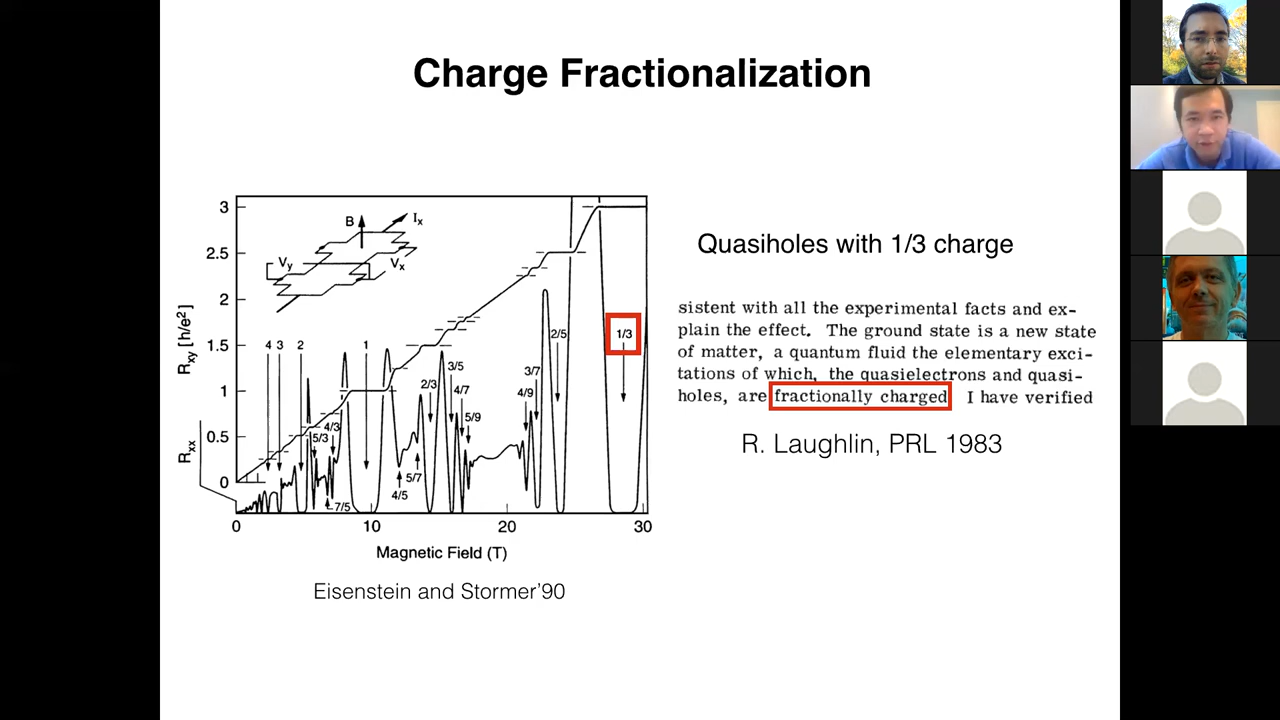 Charge Fractionalization
3
2.5
2
1.5
1
0.5
0
Rxy [h/e²]
Rxx
B
Ix
Vy
Vx
4
3
2
1
5/3
4/3
7/5
4/5
5/7
2/3
3/5
4/7
5/9
4/9
3/7
2/5
1/3
0
10
20
30
Magnetic Field (T)
Eisenstein and Stormer’90
Quasiholes with 1/3 charge
sistent with all the experimental facts and ex-
plain the effect. The ground state is a new state
of matter, a quantum fluid the elementary exci-
tations of which, the quasielectrons and quasi-
holes, are fractionally charged I have verified
R. Laughlin, PRL 1983